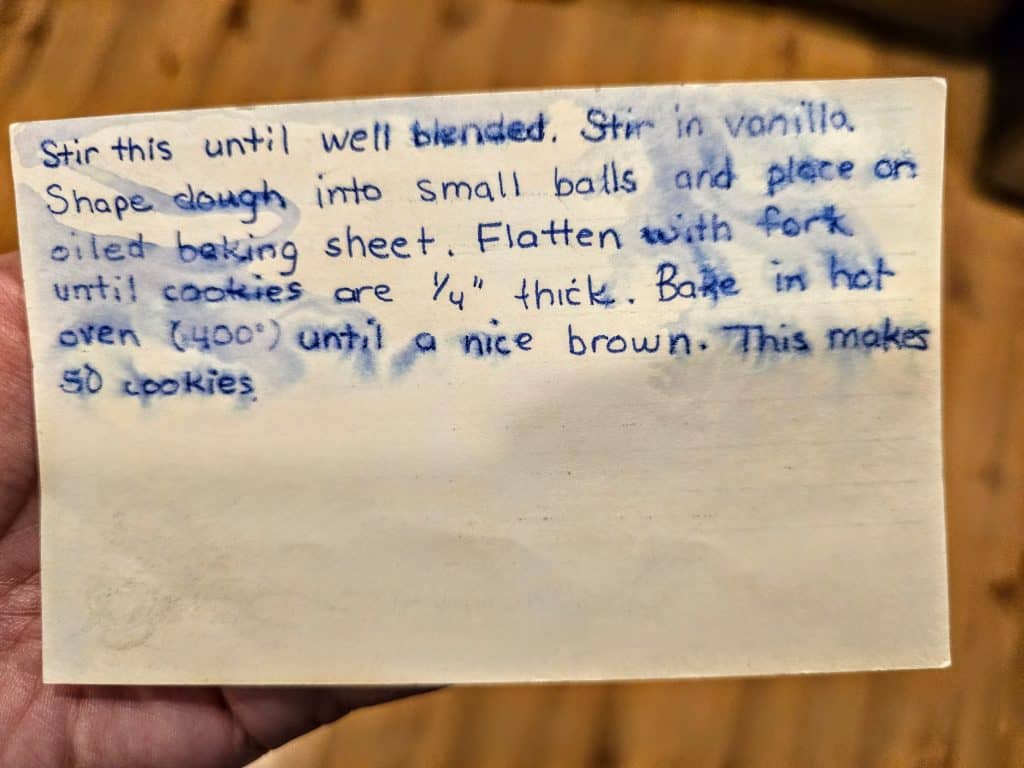 Stir this until well blended. Stir in vanilla.
Shape dough into small balls and place on
oiled baking sheet. Flatten with fork
until cookies are 1/4" thick. Bake in hot
oven (400°) until a nice brown. This makes
50 cookies.